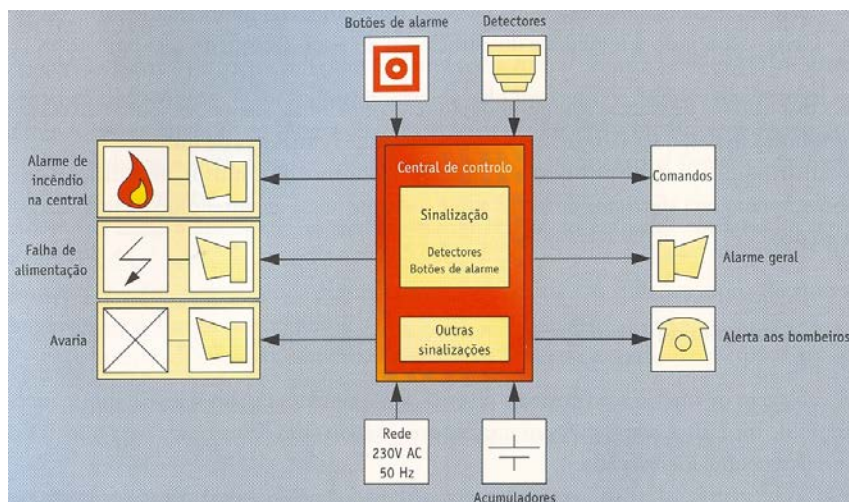 Botões de alarme
Detectores
Alarme de
incêndio
na central
Falha de
alimentação
Avaria
Central de controlo
Sinalização
Detectores
Botões de alarme
Outras
sinalizações
Comandos
Alarme geral
Alerta aos bombeiros
Rede
230V AC
50 Hz
Acumuladores